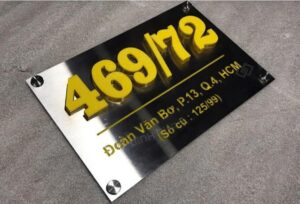 469/72
Đoàn Văn Bơ, P.13, Q.4, HCM
(Số cũ : 125/99)